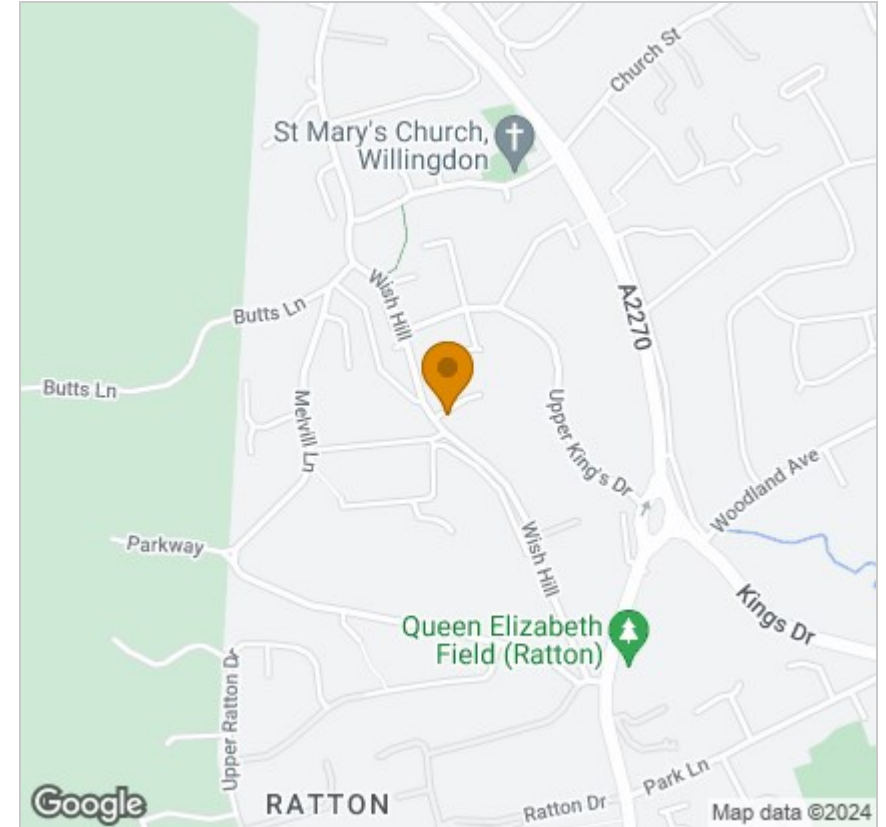 Church St
St Mary's Church,
Willingdon
Wish Hill
A2270
Butts Ln
Butts Ln
Melvill Ln
Upper King's Dr
Woodland Ave
Parkway
Wish Hill
Kings Dr
Queen Elizabeth
Field (Ratton)
Upper Ratton Dr
Park Ln
RATTON
Ratton Dr
Google
Map data ©2024